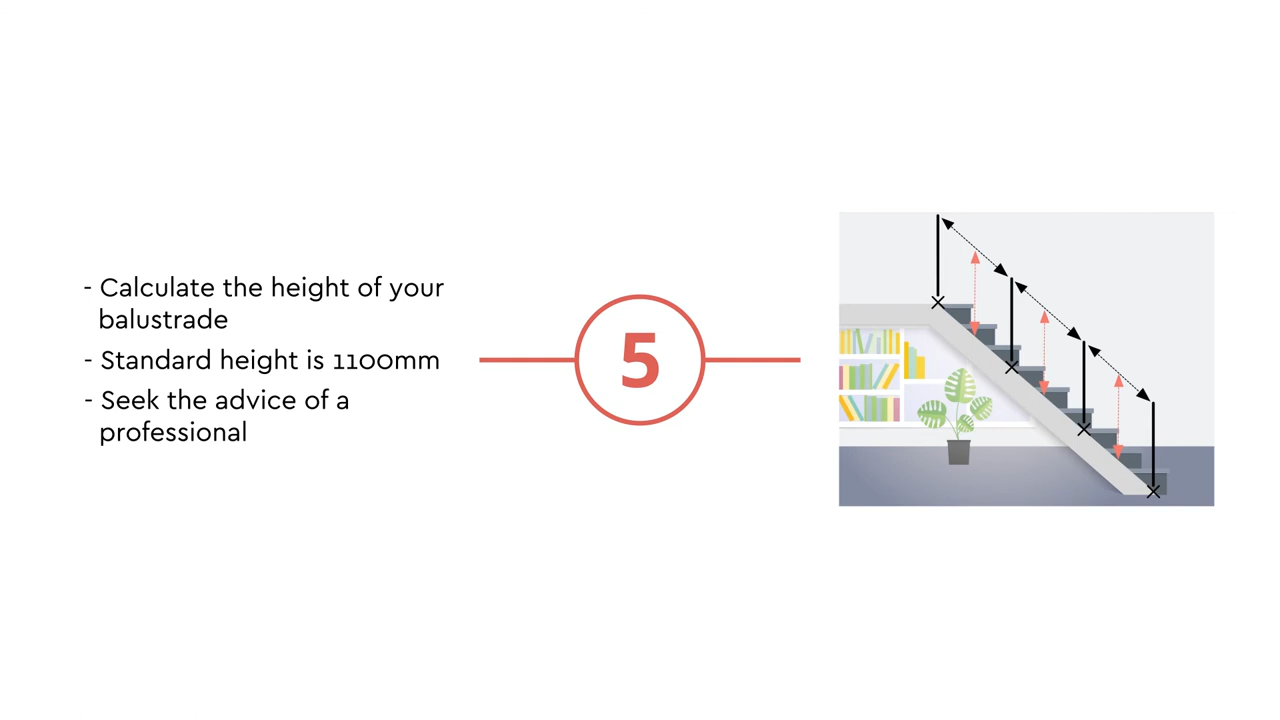 - Calculate the height of your
balustrade
- Standard height is 1100mm
- Seek the advice of a
professional
5